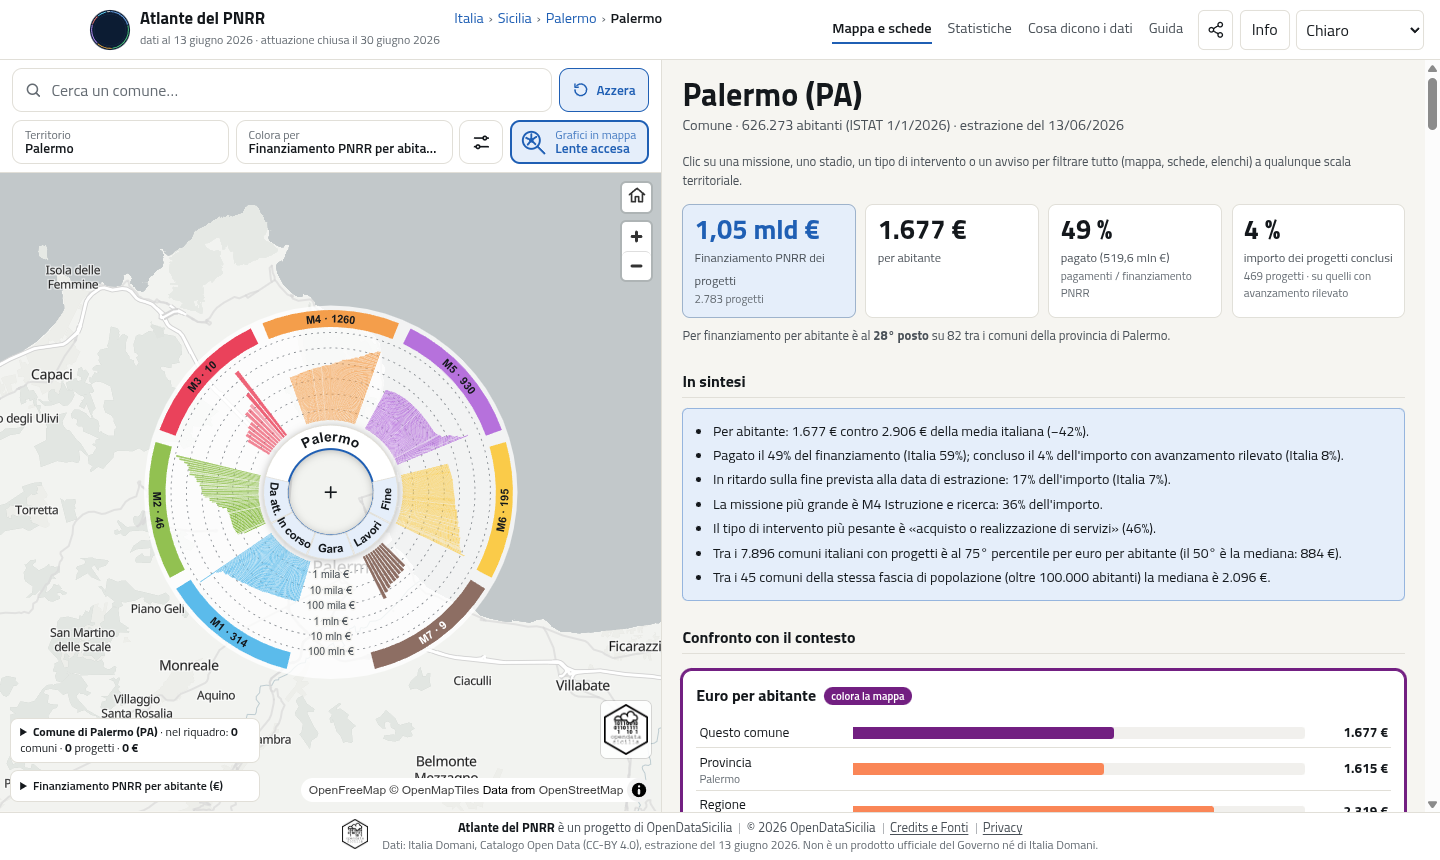 Atlante del PNRR
dati al 13 giugno 2026 · attuazione chiusa il 30 giugno 2026
Italia › Sicilia › Palermo › Palermo
Mappa e schede
Statistiche
Cosa dicono i dati
Guida
Info
Chiaro
Cerca un comune...
Azzera
Territorio
Palermo
Colora per
Finanziamento PNRR per abita...
Grafici in mappa
Lente accesa
Isola delle
Femmine
Capaci
o degli Ulivi
Torretta
Piano Geli
San Martino
delle Scale
Monreale
Aquino
Villaggio
Santa Rosalia
ambra
Belmonte
Mezzagno
Ciaculli
Villabate
Ficarazzi
M4 · 1260
M5 · 930
M6 · 195
M7 · 9
M1 · 314
M2 · 46
M3 · 10
Palermo
Da att.
In corso
Gara
Lavori
Fine
Palermo
1 mila €
10 mila €
100 mila €
1 mln €
10 mln €
100 mln €
Comune di Palermo (PA) · nel riquadro: 0
comuni · 0 progetti · 0 €
Finanziamento PNRR per abitante (€)
OpenFreeMap © OpenMapTiles Data from OpenStreetMap
Palermo (PA)
Comune · 626.273 abitanti (ISTAT 1/1/2026) · estrazione del 13/06/2026
Clic su una missione, uno stadio, un tipo di intervento o un avviso per filtrare tutto (mappa, schede, elenchi) a qualunque scala
territoriale.
1,05 mld €
Finanziamento PNRR dei
progetti
2.783 progetti
1.677 €
per abitante
49 %
pagato (519,6 mln €)
pagamenti / finanziamento
PNRR
4 %
importo dei progetti conclusi
469 progetti · su quelli con
avanzamento rilevato
Per finanziamento per abitante è al 28° posto su 82 tra i comuni della provincia di Palermo.
In sintesi
• Per abitante: 1.677 € contro 2.906 € della media italiana (−42%).
• Pagato il 49% del finanziamento (Italia 59%); concluso il 4% dell'importo con avanzamento rilevato (Italia 8%).
• In ritardo sulla fine prevista alla data di estrazione: 17% dell'importo (Italia 7%).
• La missione più grande è M4 Istruzione e ricerca: 36% dell'importo.
• Il tipo di intervento più pesante è «acquisto o realizzazione di servizi» (46%).
• Tra i 7.896 comuni italiani con progetti è al 75° percentile per euro per abitante (il 50° è la mediana: 884 €).
• Tra i 45 comuni della stessa fascia di popolazione (oltre 100.000 abitanti) la mediana è 2.096 €.
Confronto con il contesto
Euro per abitante
colora la mappa
Questo comune
1.677 €
Provincia
Palermo
1.615 €
Regione
2.319 €
Atlante del PNRR è un progetto di OpenDataSicilia | © 2026 OpenDataSicilia | Credits e Fonti | Privacy
Dati: Italia Domani, Catalogo Open Data (CC-BY 4.0), estrazione del 13 giugno 2026. Non è un prodotto ufficiale del Governo né di Italia Domani.